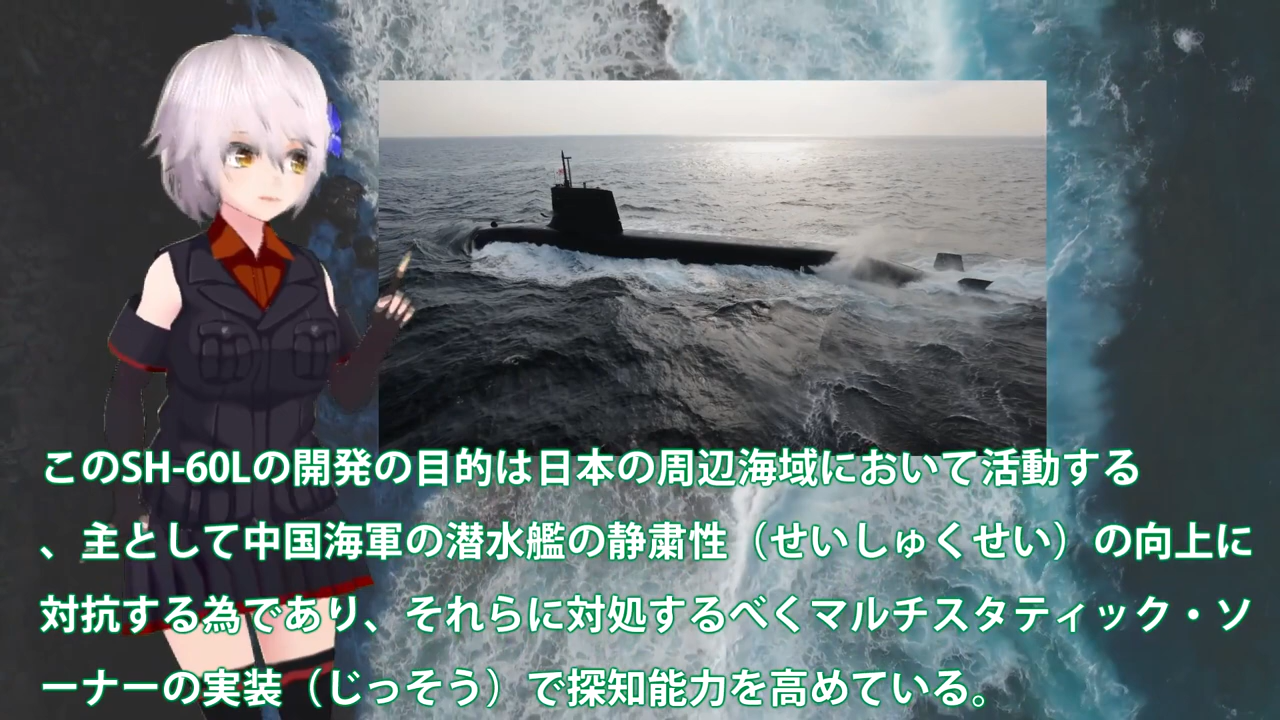 このSH-60Lの開発の目的は日本の周辺海域において活動する
、主として中国海軍の潜水艦の静粛性（せいしゅくせい）の向上に
対抗する為であり、それらに対処するべくマルチスタティック・ソ
ーナーの実装（じっそう）で探知能力を高めている。